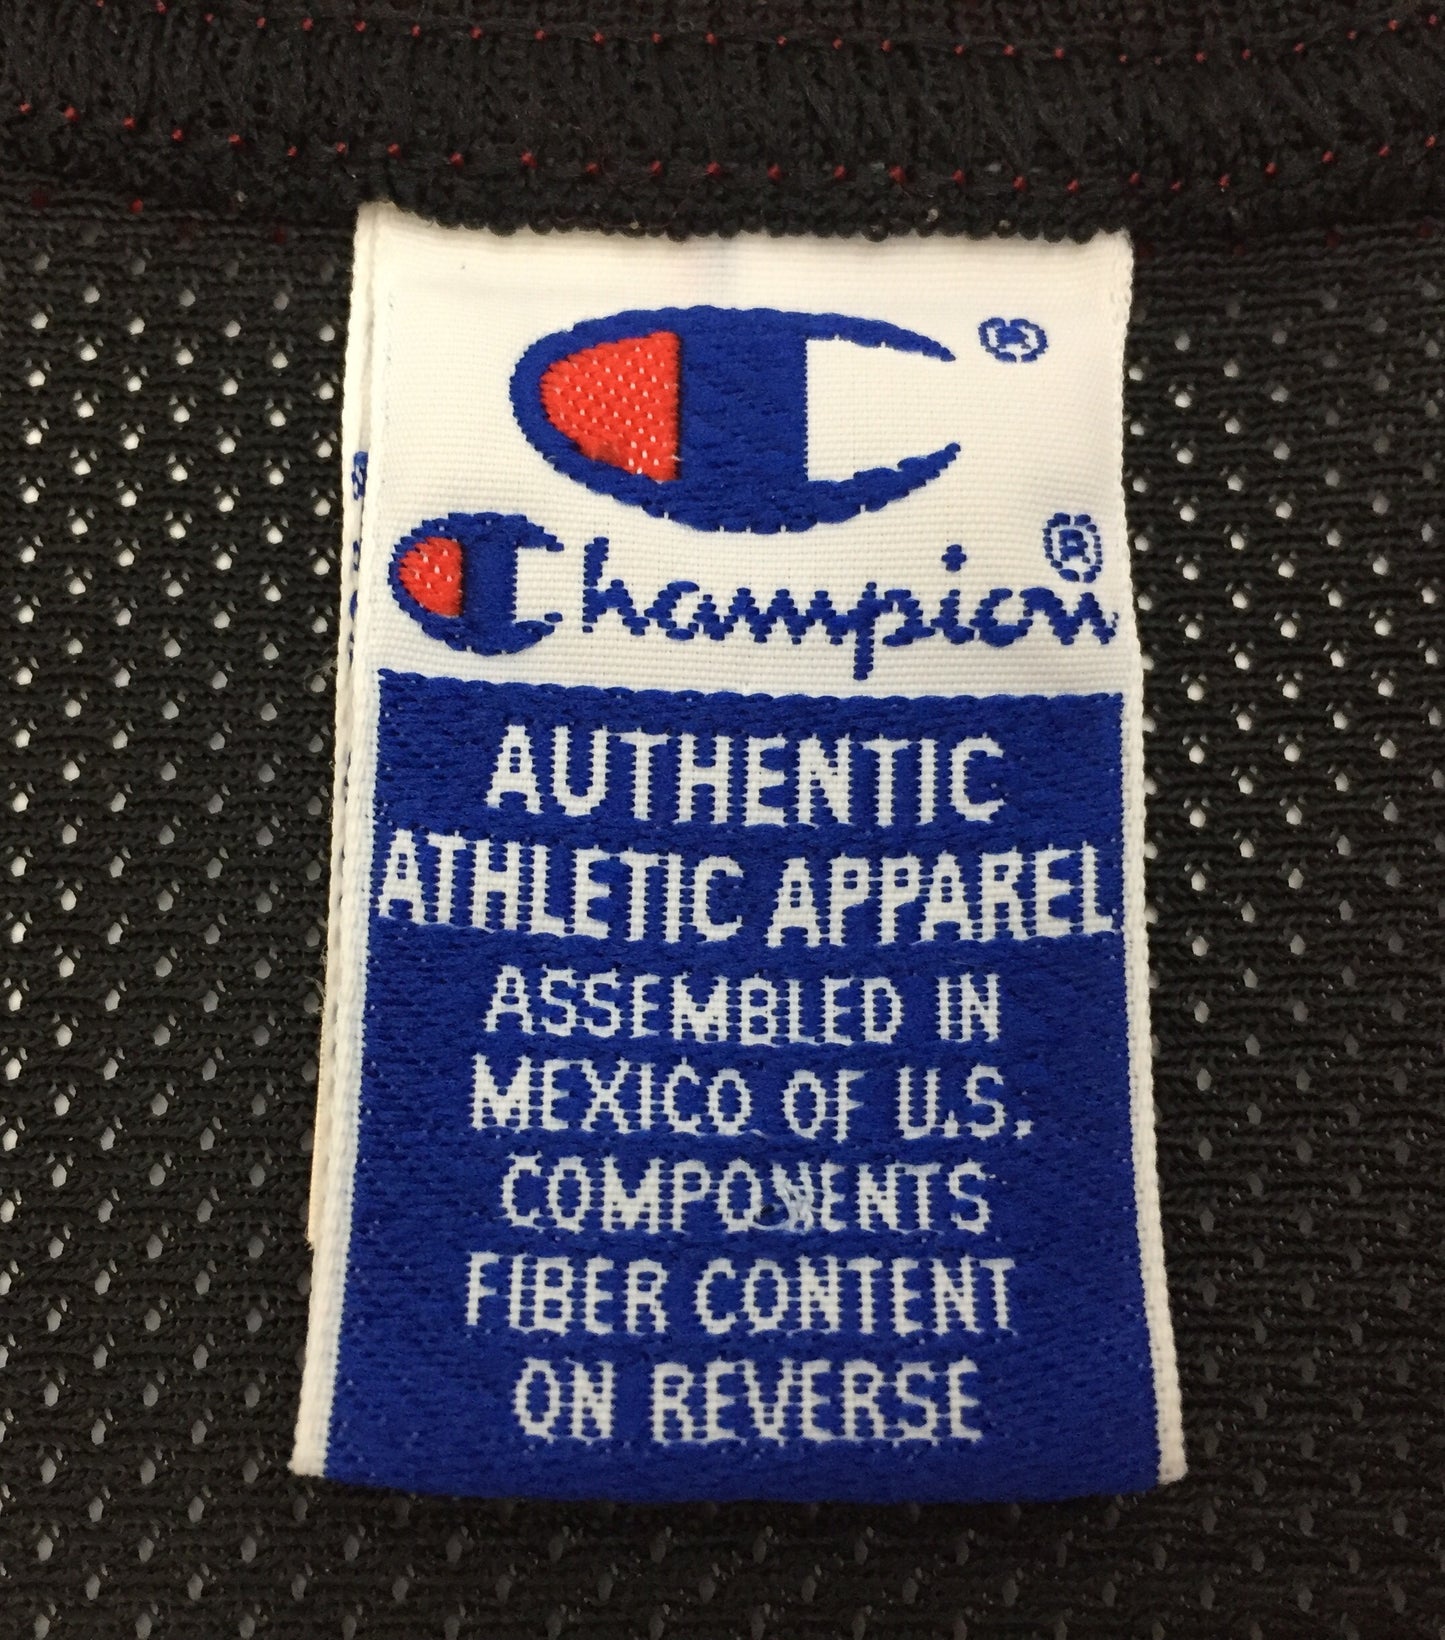 ®
Champion®
AUTHENTIC
ATHLETIC APPAREL
ASSEMBLED IN
MEXICO OF U.S.
COMPONENTS
FIBER CONTENT
ON REVERSE